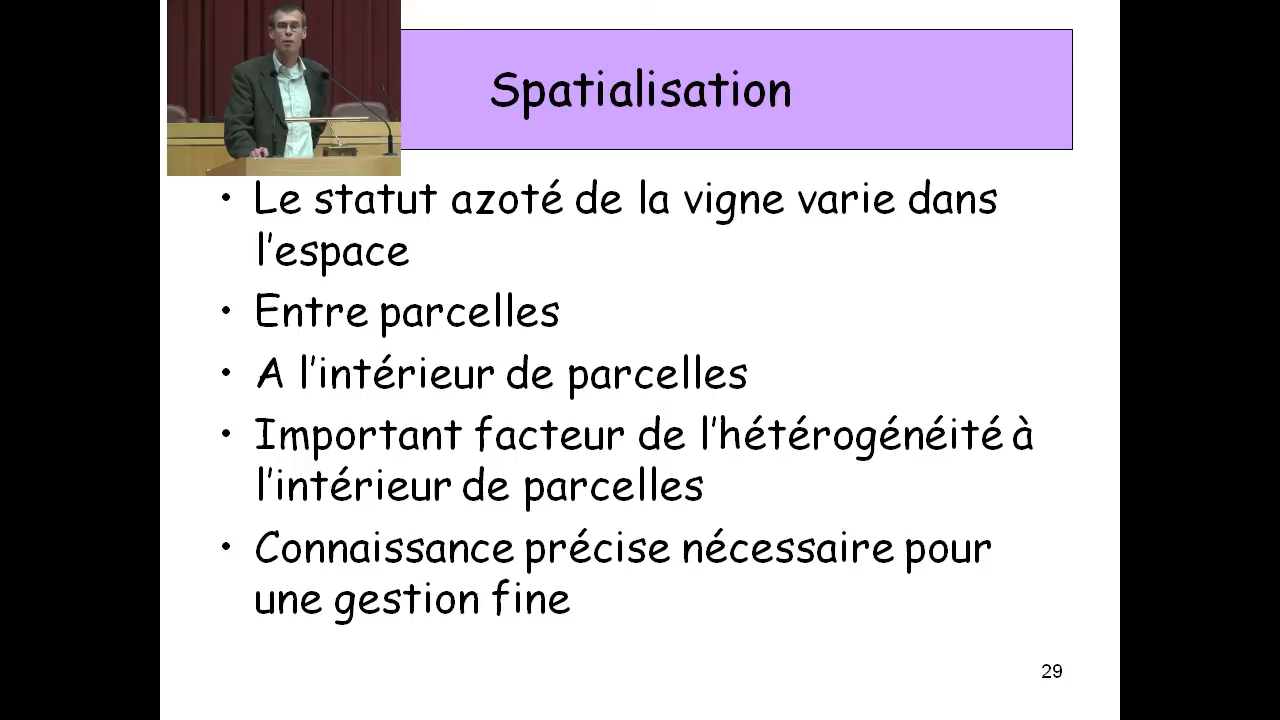 Spatialisation
• Le statut azoté de la vigne varie dans
l'espace
• Entre parcelles
• A l'intérieur de parcelles
• Important facteur de l'hétérogénéité à
l'intérieur de parcelles
• Connaissance précise nécessaire pour
une gestion fine
29